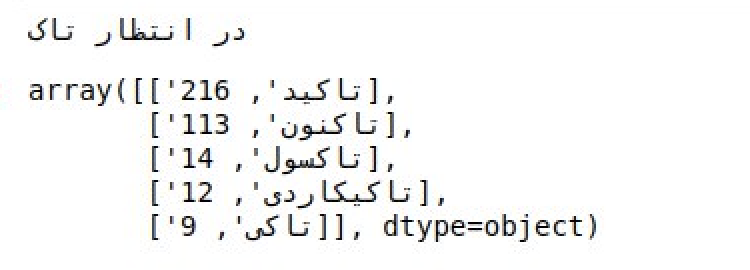 در انتظار تاک
array([['تاکید', 216],
['تاکنون', 113],
['تاکسول', 14],
['تاکیکاردی', 12],
['تاکی', 9]], dtype=object)